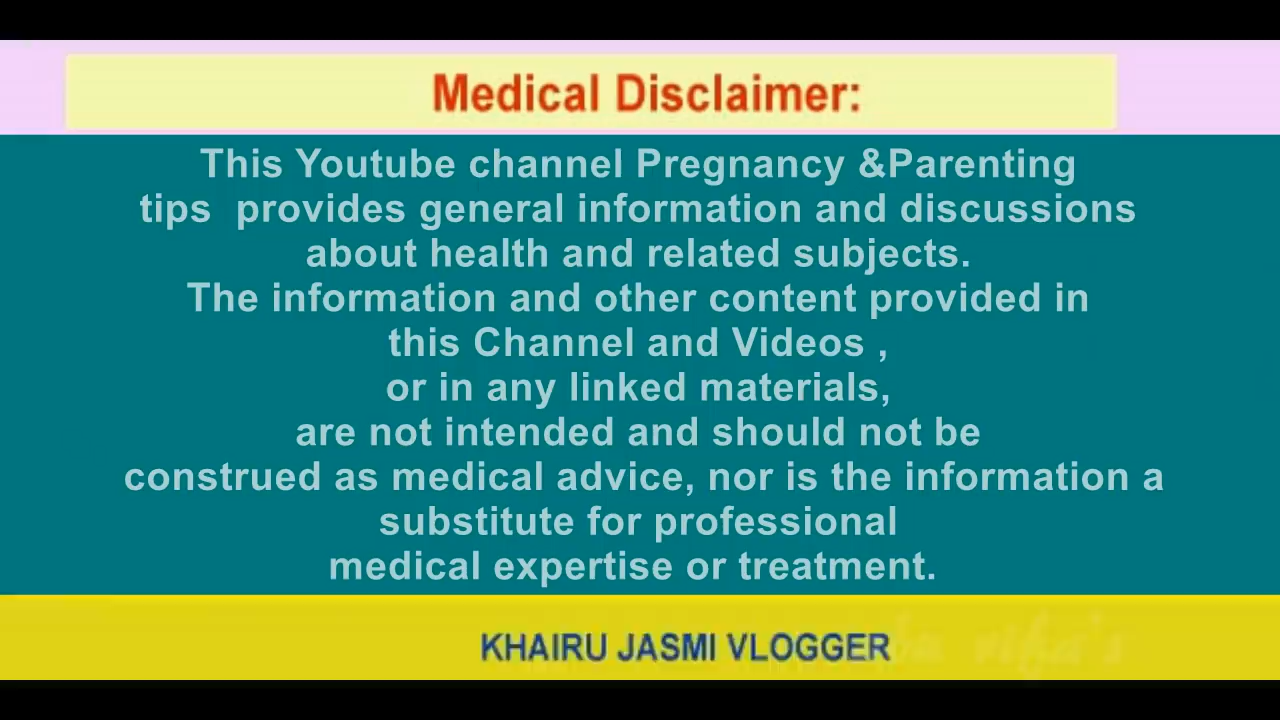 Medical Disclaimer:
This Youtube channel Pregnancy &Parenting
tips  provides general information and discussions
about health and related subjects.
The information and other content provided in
this Channel and Videos ,
or in any linked materials,
are not intended and should not be
construed as medical advice, nor is the information a
substitute for professional
medical expertise or treatment.
KHAIRU JASMI VLOGGER